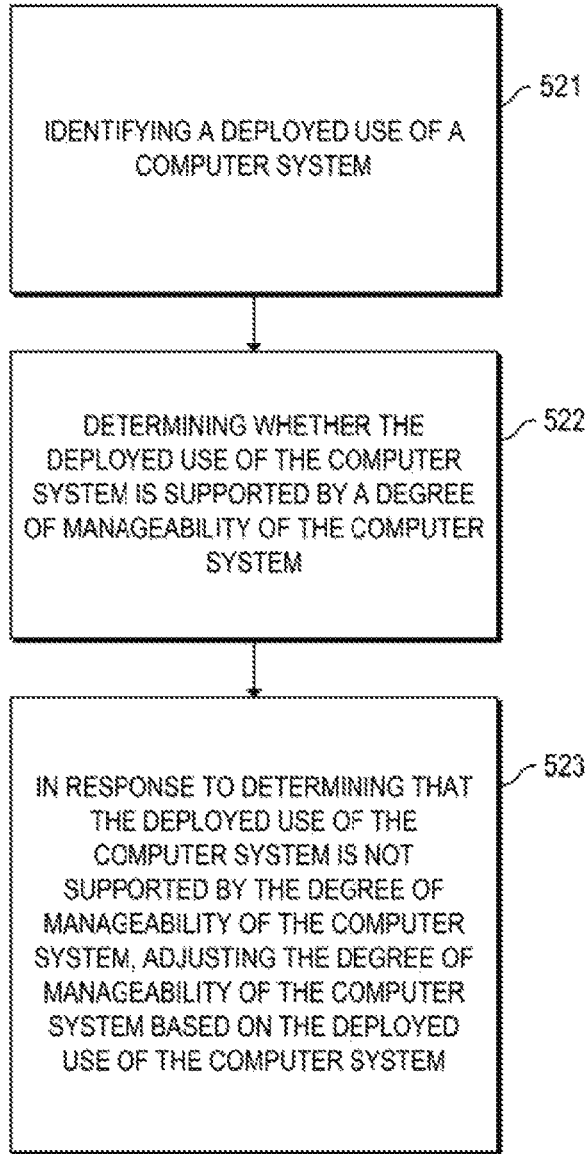 IDENTIFYING A DEPLOYED USE OF A
COMPUTER SYSTEM
521
DETERMINING WHETHER THE
DEPLOYED USE OF THE COMPUTER
SYSTEM IS SUPPORTED BY A DEGREE
OF MANAGEABILITY OF THE COMPUTER
SYSTEM
522
IN RESPONSE TO DETERMINING THAT
THE DEPLOYED USE OF THE
COMPUTER SYSTEM IS NOT
SUPPORTED BY THE DEGREE OF
MANAGEABILITY OF THE COMPUTER
SYSTEM, ADJUSTING THE DEGREE OF
MANAGEABILITY OF THE COMPUTER
SYSTEM BASED ON THE DEPLOYED
USE OF THE COMPUTER SYSTEM
523